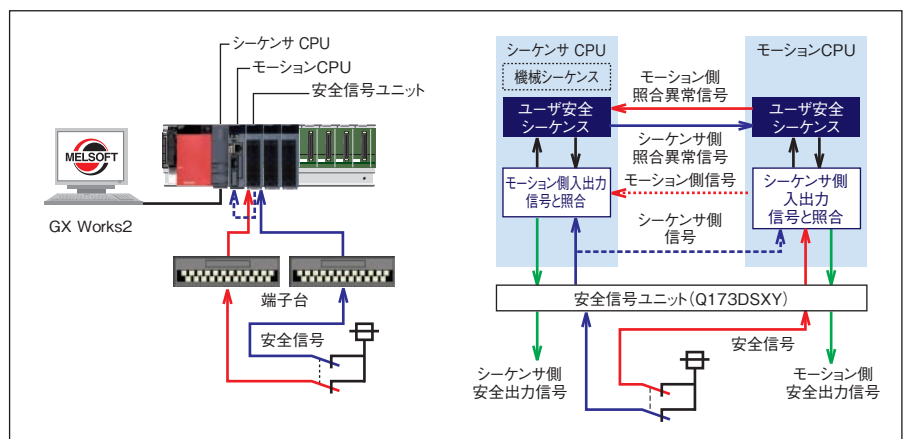 シーケンサ CPU
モーションCPU
安全信号ユニット
MELSOFT
GX Works2
端子台
安全信号
シーケンサ CPU
機械シーケンス
ユーザ安全
シーケンス
モーション側入出力
信号と照合
モーション側
照合異常信号
シーケンサ側
照合異常信号
モーション側信号
シーケンサ側
信号
モーションCPU
ユーザ安全
シーケンス
シーケンサ側
入出力
信号と照合
安全信号ユニット(Q173DSXY)
安全信号
シーケンサ側
安全出力信号
モーション側
安全出力信号